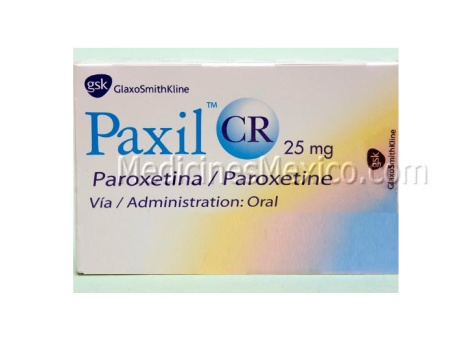 gsk GlaxoSmithKline
Paxil™ CR 25 mg
MedicinesMexico.com
Paroxetina / Paroxetine
Vía / Administration: Oral
gsk GlaxoSmithKline